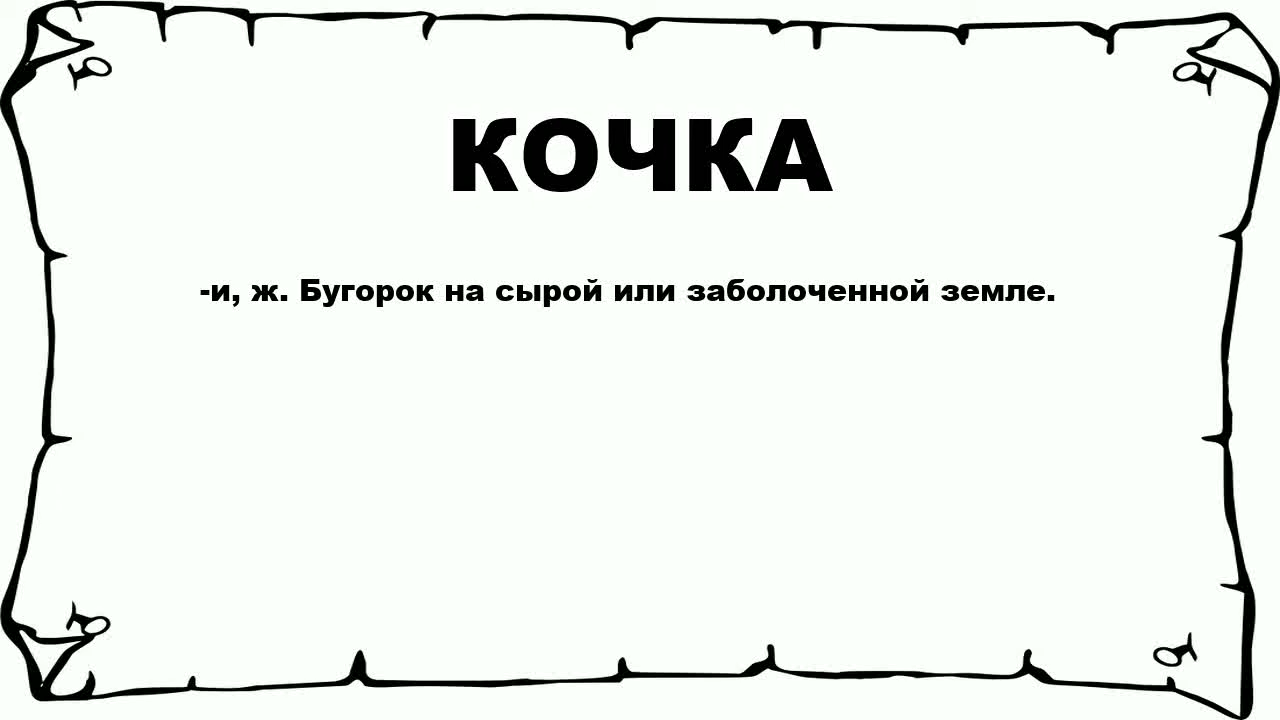 КОЧКА
-и, ж. Бугорок на сырой или заболоченной земле.